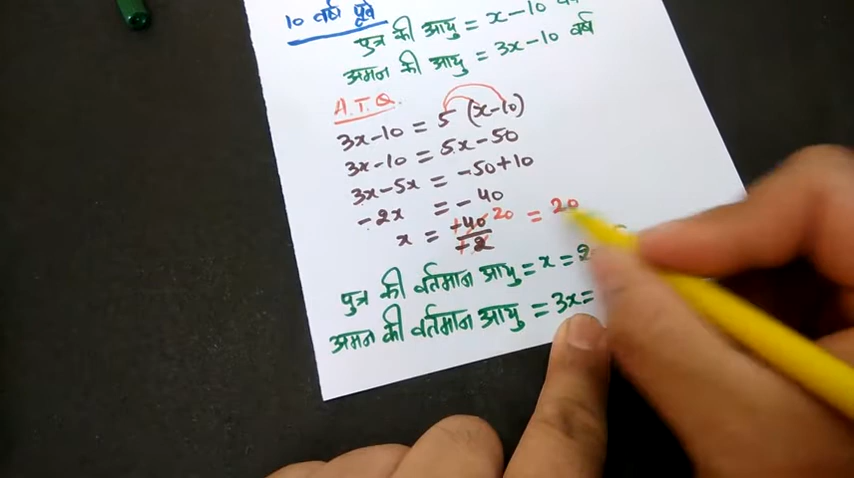 10 वर्ष पूर्व
पुत्र की आयु = x-10
अमन की आयु = 3x-10 वर्ष
A.T.Q.
3x-10 = 5 (x-10)
3x-10 = 5x-50
3x-5x = -50+10
-2x = -40
x = -40/-2 20 = 20
पुत्र की वर्तमान आयु = x =
अमन की वर्तमान आयु = 3x =